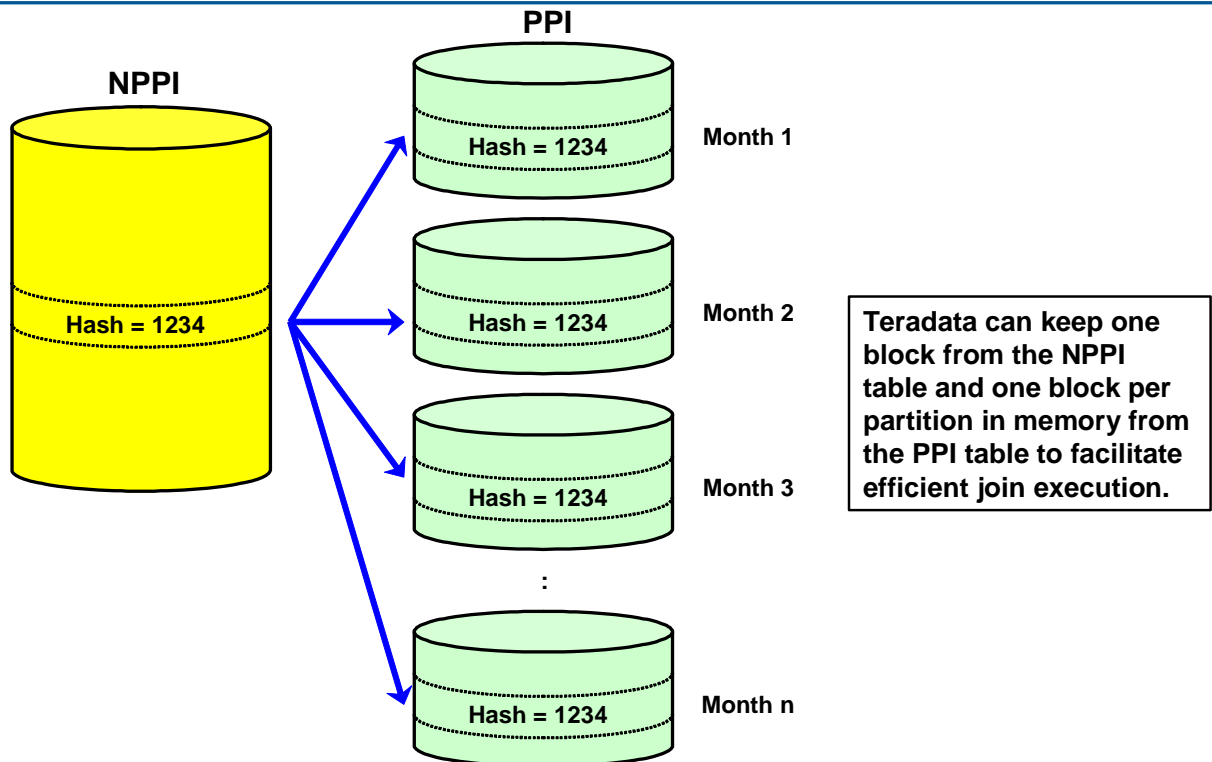 PPI
NPPI
Hash = 1234
Month 1
Hash = 1234
Month 2
Hash = 1234
Hash = 1234
Month 3
:
Hash = 1234
Month n
Teradata can keep one
block from the NPPI
table and one block per
partition in memory from
the PPI table to facilitate
efficient join execution.